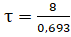 τ = 8/0,693